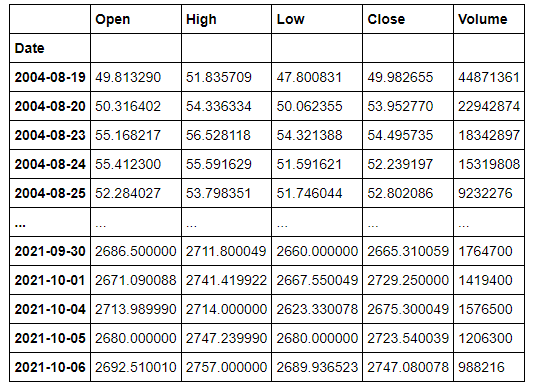 Open High Low Close Volume
Date
2004-08-19 49.813290 51.835709 47.800831 49.982655 44871361
2004-08-20 50.316402 54.336334 50.062355 53.952770 22942874
2004-08-23 55.168217 56.528118 54.321388 54.495735 18342897
2004-08-24 55.412300 55.591629 51.591621 52.239197 15319808
2004-08-25 52.284027 53.798351 51.746044 52.802086 9232276
... ... ... ... ... ...
2021-09-30 2686.500000 2711.800049 2660.000000 2665.310059 1764700
2021-10-01 2671.090088 2741.419922 2667.550049 2729.250000 1419400
2021-10-04 2713.989990 2714.000000 2623.330078 2675.300049 1576500
2021-10-05 2680.000000 2747.239990 2680.000000 2723.540039 1206300
2021-10-06 2692.510010 2757.000000 2689.936523 2747.080078 988216